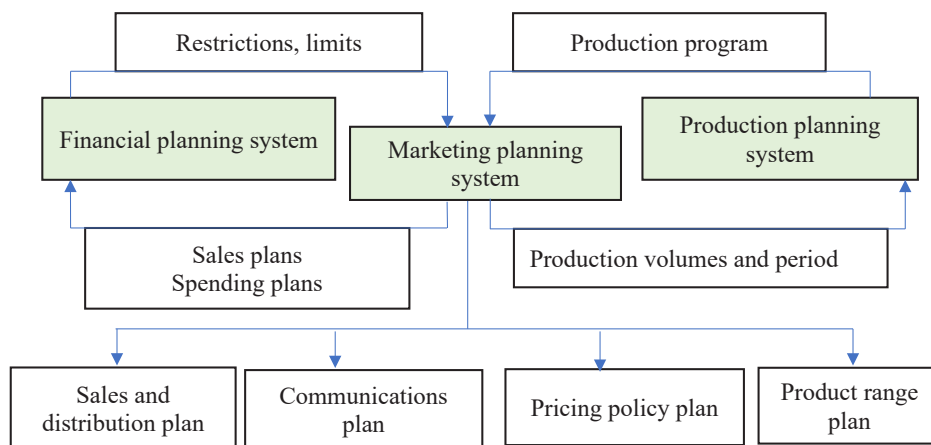 Restrictions, limits
Production program
Financial planning system
Marketing planning
system
Production planning
system
Sales plans
Spending plans
Production volumes and period
Sales and
distribution plan
Communications
plan
Pricing policy plan
Product range
plan